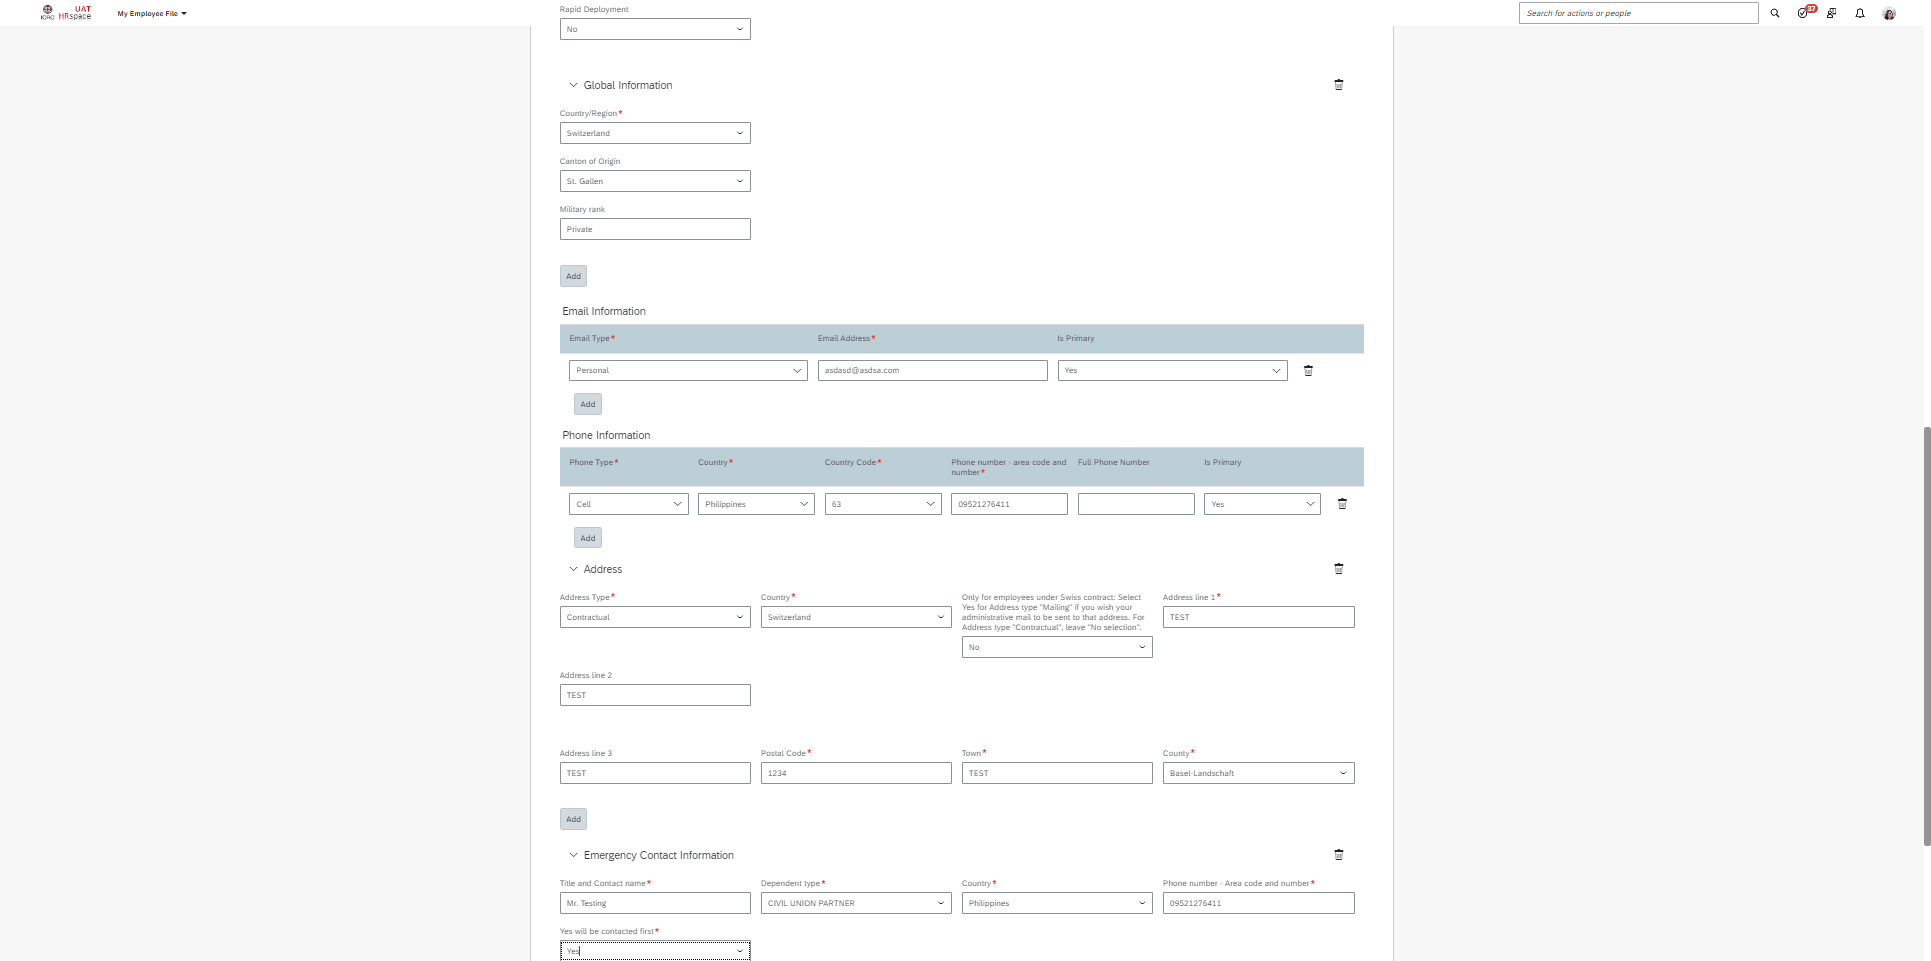 ICRC
UAT
HRspace
My Employee File
Search for actions or people
37
Rapid Deployment
No
Global Information
Country/Region*
Switzerland
Canton of Origin
St. Gallen
Military rank
Private
Add
Email Information
Email Type* Email Address* Is Primary
Personal asdasd@asdsa.com Yes
Add
Phone Information
Phone Type* Country* Country Code* Phone number - area code and Full Phone Number Is Primary
number*
Cell Philippines 63 09521276411 Yes
Add
Address
Address Type* Country* Only for employees under Swiss contract: Select Address line 1*
Yes for Address type "Mailing" if you wish your
administrative mail to be sent to that address. For
Address type "Contractual", leave "No selection".
Contractual Switzerland No TEST
Address line 2
TEST
Address line 3 Postal Code* Town* County*
TEST 1234 TEST Basel-Landschaft
Add
Emergency Contact Information
Title and Contact name* Dependent type* Country* Phone number - Area code and number*
Mr. Testing CIVIL UNION PARTNER Philippines 09521276411
Yes will be contacted first*
Yes